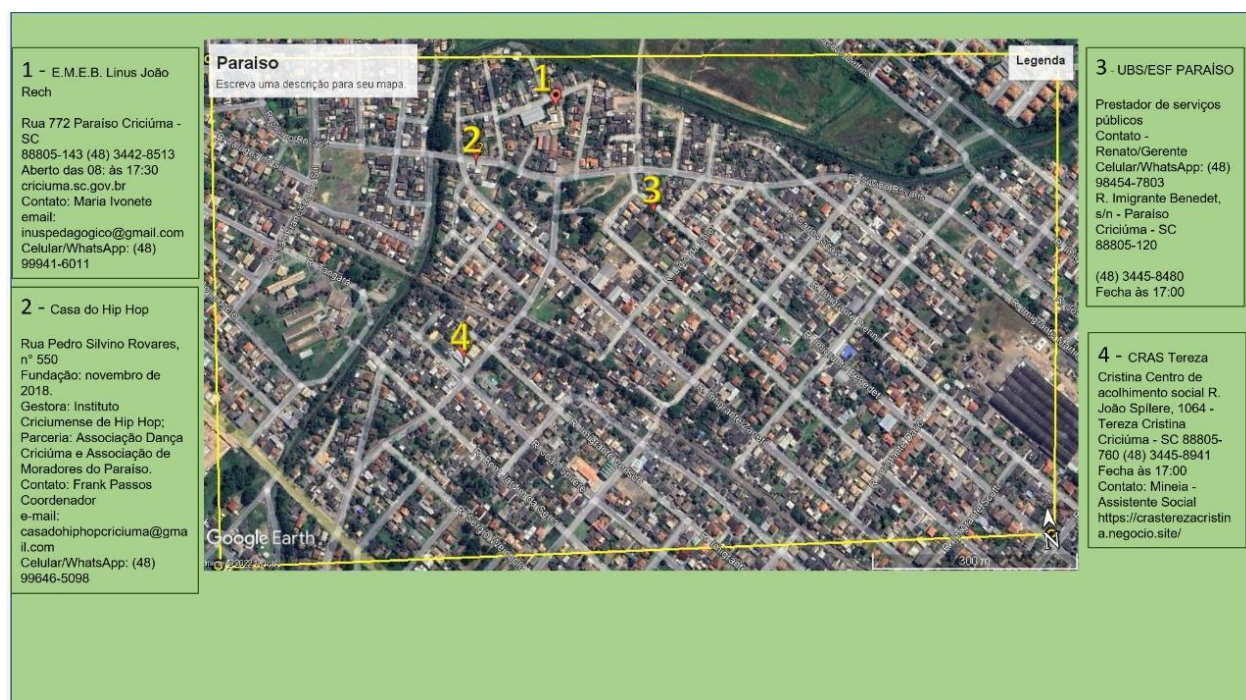 1 - E.M.E.B. Linus João
Rech
Rua 772 Paraíso Criciúma -
SC
88805-143 (48) 3442-8513
Aberto das 08: às 17:30
criciuma.sc.gov.br
Contato: Maria Ivonete
email:
inuspedagogico@gmail.com
Celular/WhatsApp: (48)
99941-6011
2 - Casa do Hip Hop
Rua Pedro Silvino Rovares,
n° 550
Fundação: novembro de
2018.
Gestora: Instituto
Criciumense de Hip Hop;
Parceria: Associação Dança
Criciúma e Associação de
Moradores do Paraíso.
Contato: Frank Passos
Coordenador
e-mail:
casadohiphopcriciuma@gma
il.com
Celular/WhatsApp: (48)
99646-5098
Paraiso
Escreva uma descrição para seu mapa.
Legenda
1
2
3
4
R. Tangará
Google Earth
N
300 m
3 - UBS/ESF PARAÍSO
Prestador de serviços
públicos
Contato -
Renato/Gerente
Celular/WhatsApp: (48)
98454-7803
R. Imigrante Benedet,
s/n - Paraíso
Criciúma - SC
88805-120
(48) 3445-8480
Fecha às 17:00
4 - CRAS Tereza
Cristina Centro de
acolhimento social R.
João Spílere, 1064 -
Tereza Cristina
Criciúma - SC 88805-
760 (48) 3445-8941
Fecha às 17:00
Contato: Mineia -
Assistente Social
https://crasterezacristin
a.negocio.site/